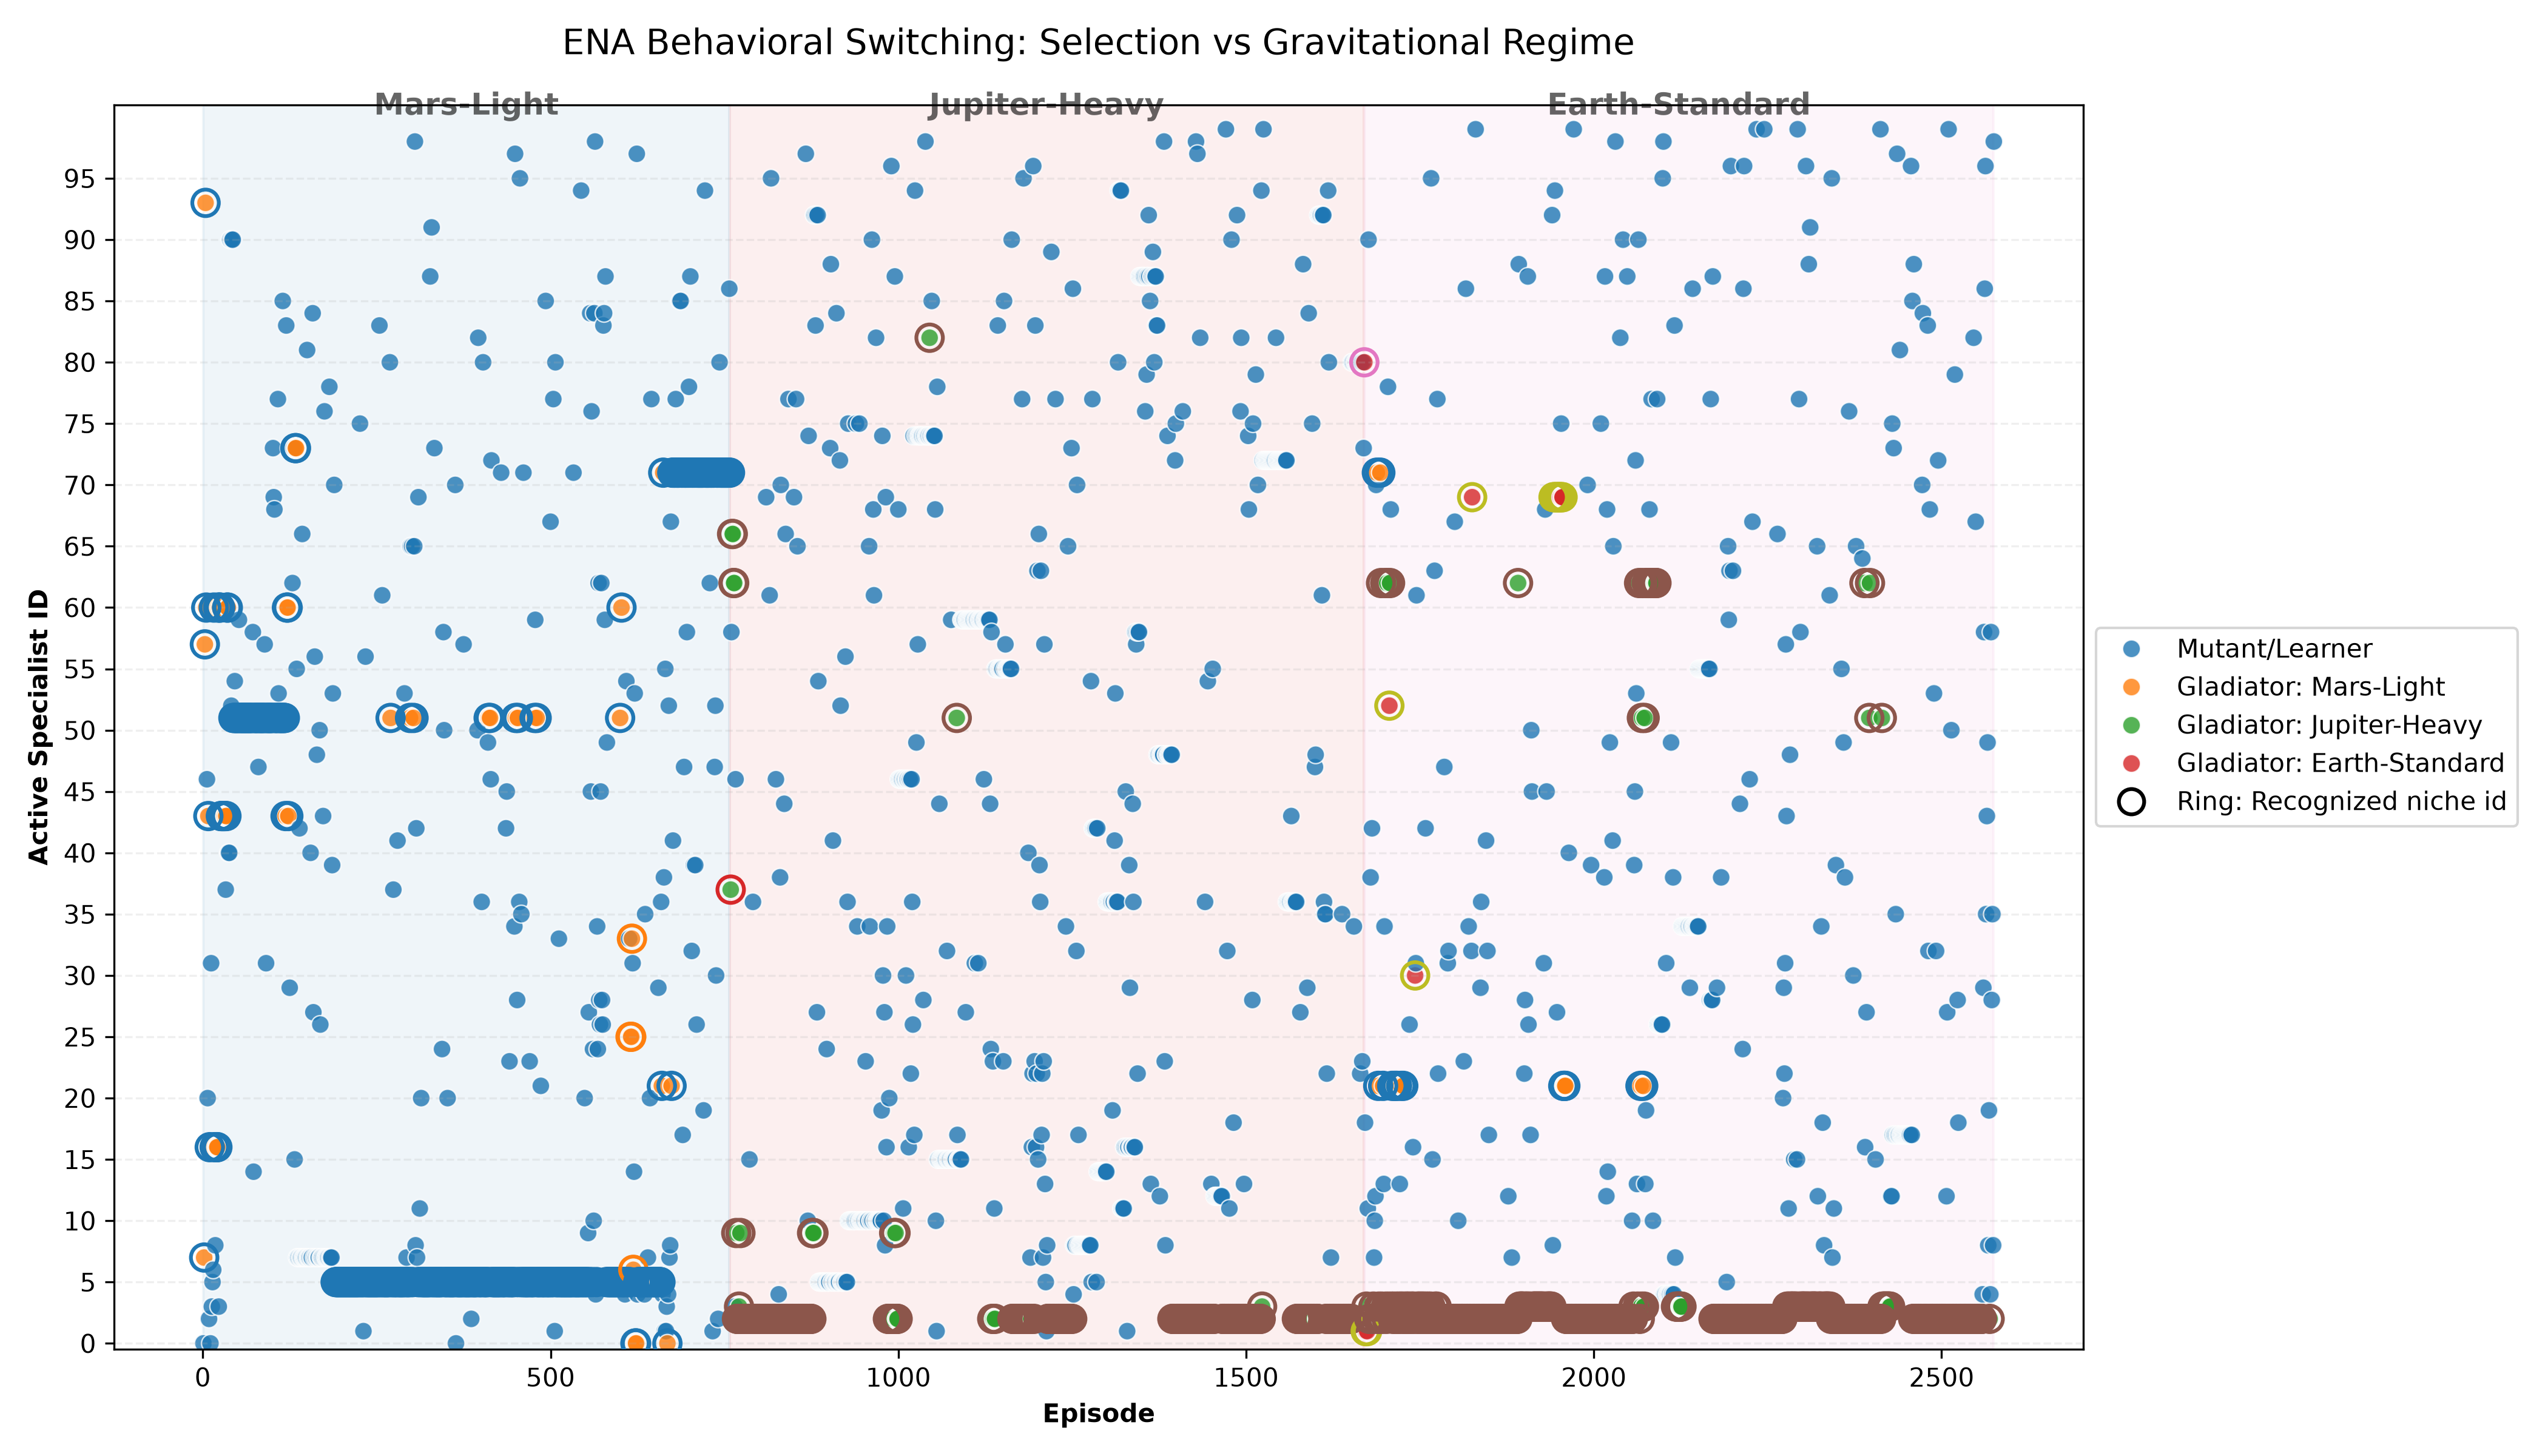 ENA Behavioral Switching: Selection vs Gravitational Regime
Mars-Light
Jupiter-Heavy
Earth-Standard
Active Specialist ID
95
90
85
80
75
70
65
60
55
50
45
40
35
30
25
20
15
10
5
0
0
500
1000
1500
2000
2500
Episode
Mutant/Learner
Gladiator: Mars-Light
Gladiator: Jupiter-Heavy
Gladiator: Earth-Standard
Ring: Recognized niche id